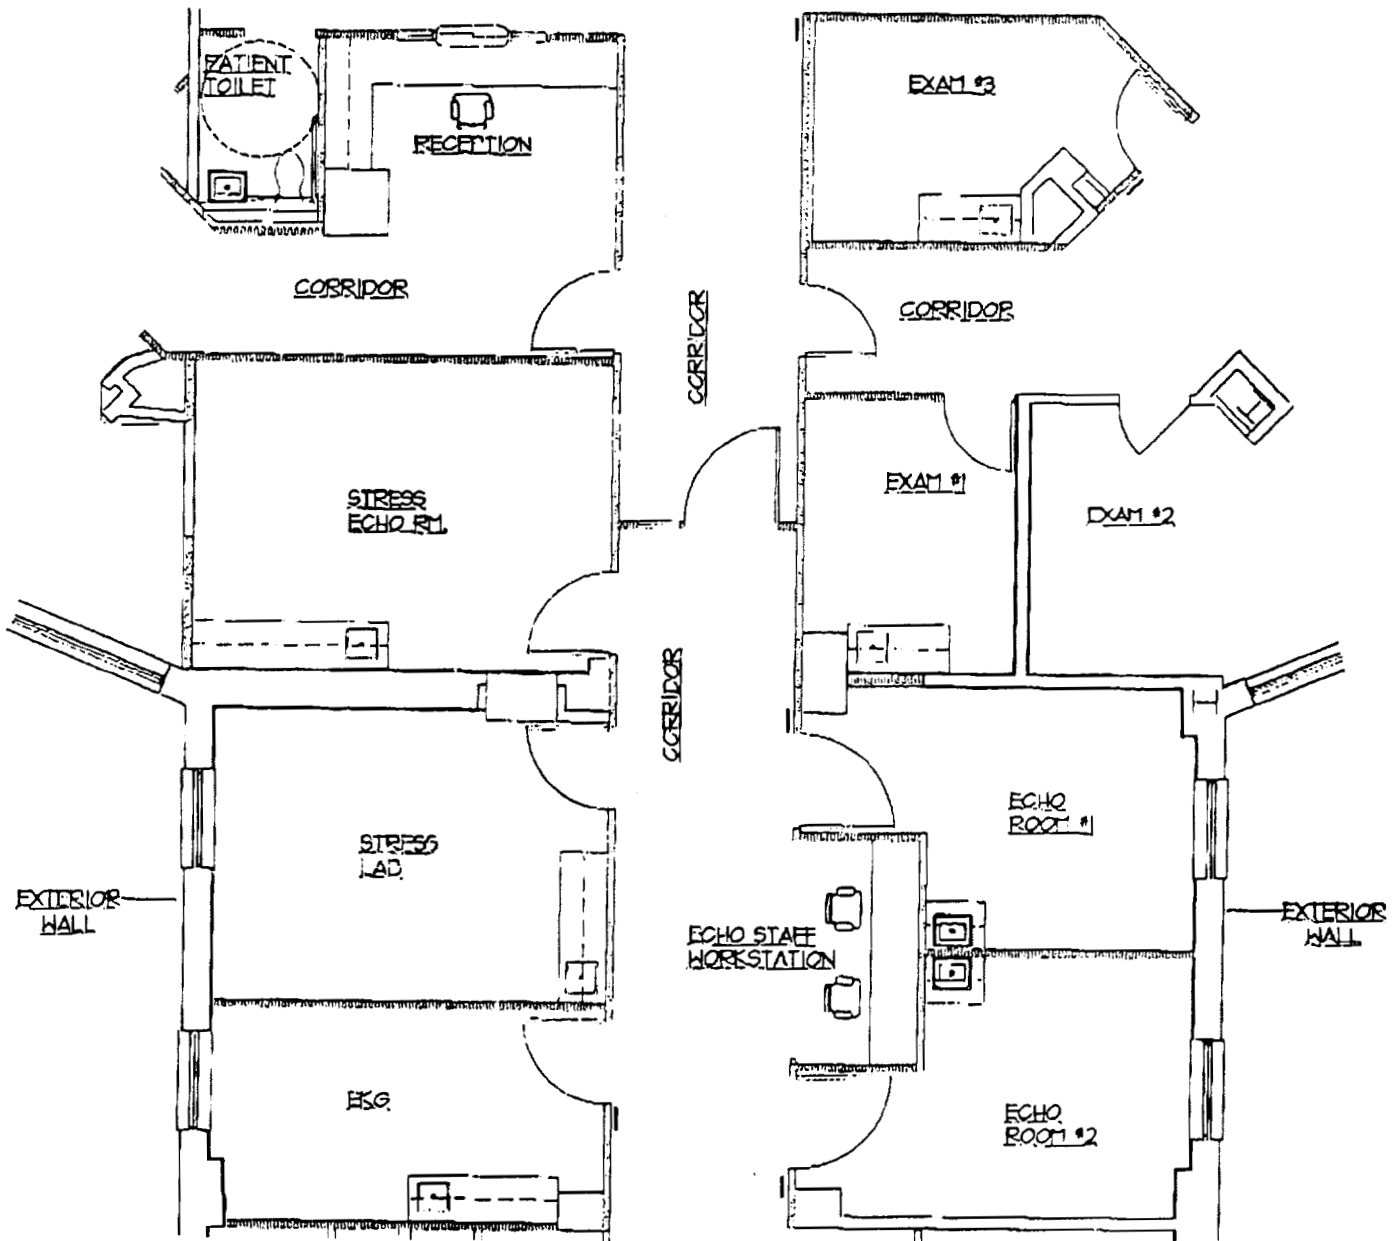 PATIENT
TOILET
RECEPTION
EXAM #3
CORRIDOR
CORRIDOR
CORRIDOR
STRESS
ECHO RM.
EXAM #1
EXAM #2
CORRIDOR
ECHO
ROOM #1
STRESS
LAB
EXTERIOR
WALL
ECHO STAFF
WORKSTATION
EXTERIOR
WALL
EKG
ECHO
ROOM #2